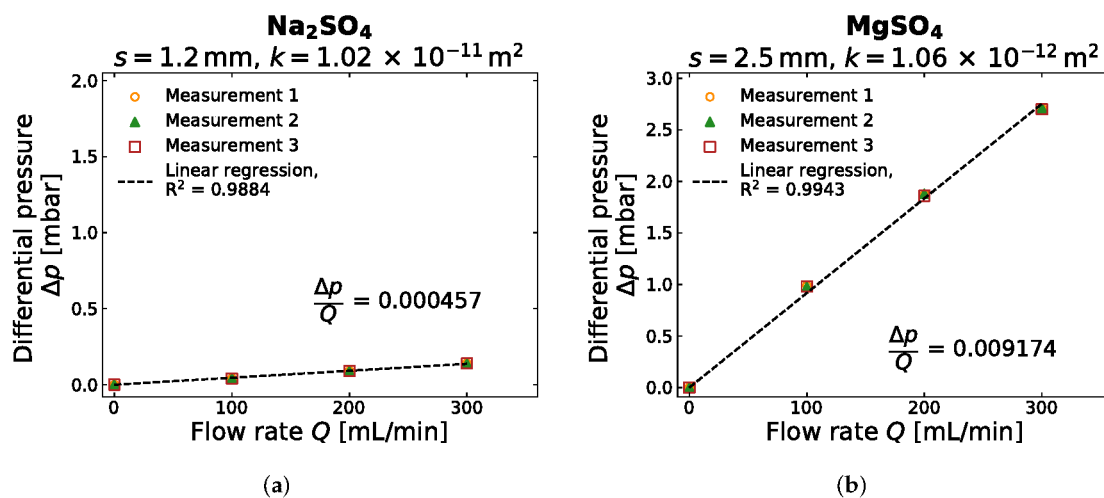 Na₂SO₄
s = 1.2 mm, k = 1.02 × 10⁻¹¹ m²
2.0
1.5
1.0
0.5
0.0
Differential pressure
Δp [mbar]
Measurement 1
Measurement 2
Measurement 3
Linear regression,
R² = 0.9884
Δp/Q = 0.000457
0 100 200 300
Flow rate Q [mL/min]
(a)
MgSO₄
s = 2.5 mm, k = 1.06 × 10⁻¹² m²
3.0
2.5
2.0
1.5
1.0
0.5
0.0
Differential pressure
Δp [mbar]
Measurement 1
Measurement 2
Measurement 3
Linear regression,
R² = 0.9943
Δp/Q = 0.009174
0 100 200 300
Flow rate Q [mL/min]
(b)